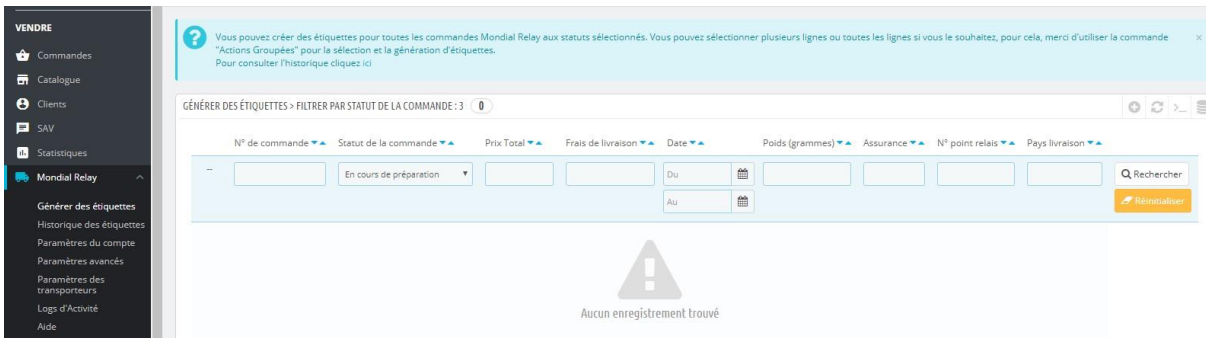 VENDRE
Commandes
Catalogue
Clients
SAV
Statistiques
Mondial Relay
Générer des étiquettes
Historique des étiquettes
Paramètres du compte
Paramètres avancés
Paramètres des
transporteurs
Logs d'Activité
Aide
?
Vous pouvez créer des étiquettes pour toutes les commandes Mondial Relay aux statuts sélectionnés. Vous pouvez sélectionner plusieurs lignes ou toutes les lignes si vous le souhaitez, pour cela, merci d'utiliser la commande
"Actions Groupées" pour la sélection et la génération d'étiquettes.
Pour consulter l'historique cliquez ici
×
GÉNÉRER DES ÉTIQUETTES > FILTRER PAR STATUT DE LA COMMANDE : 3 0
N° de commande Statut de la commande Prix Total Frais de livraison Date Poids (grammes) Assurance N° point relais Pays livraison
-- En cours de préparation Du Rechercher
Au Réinitialiser
Aucun enregistrement trouvé